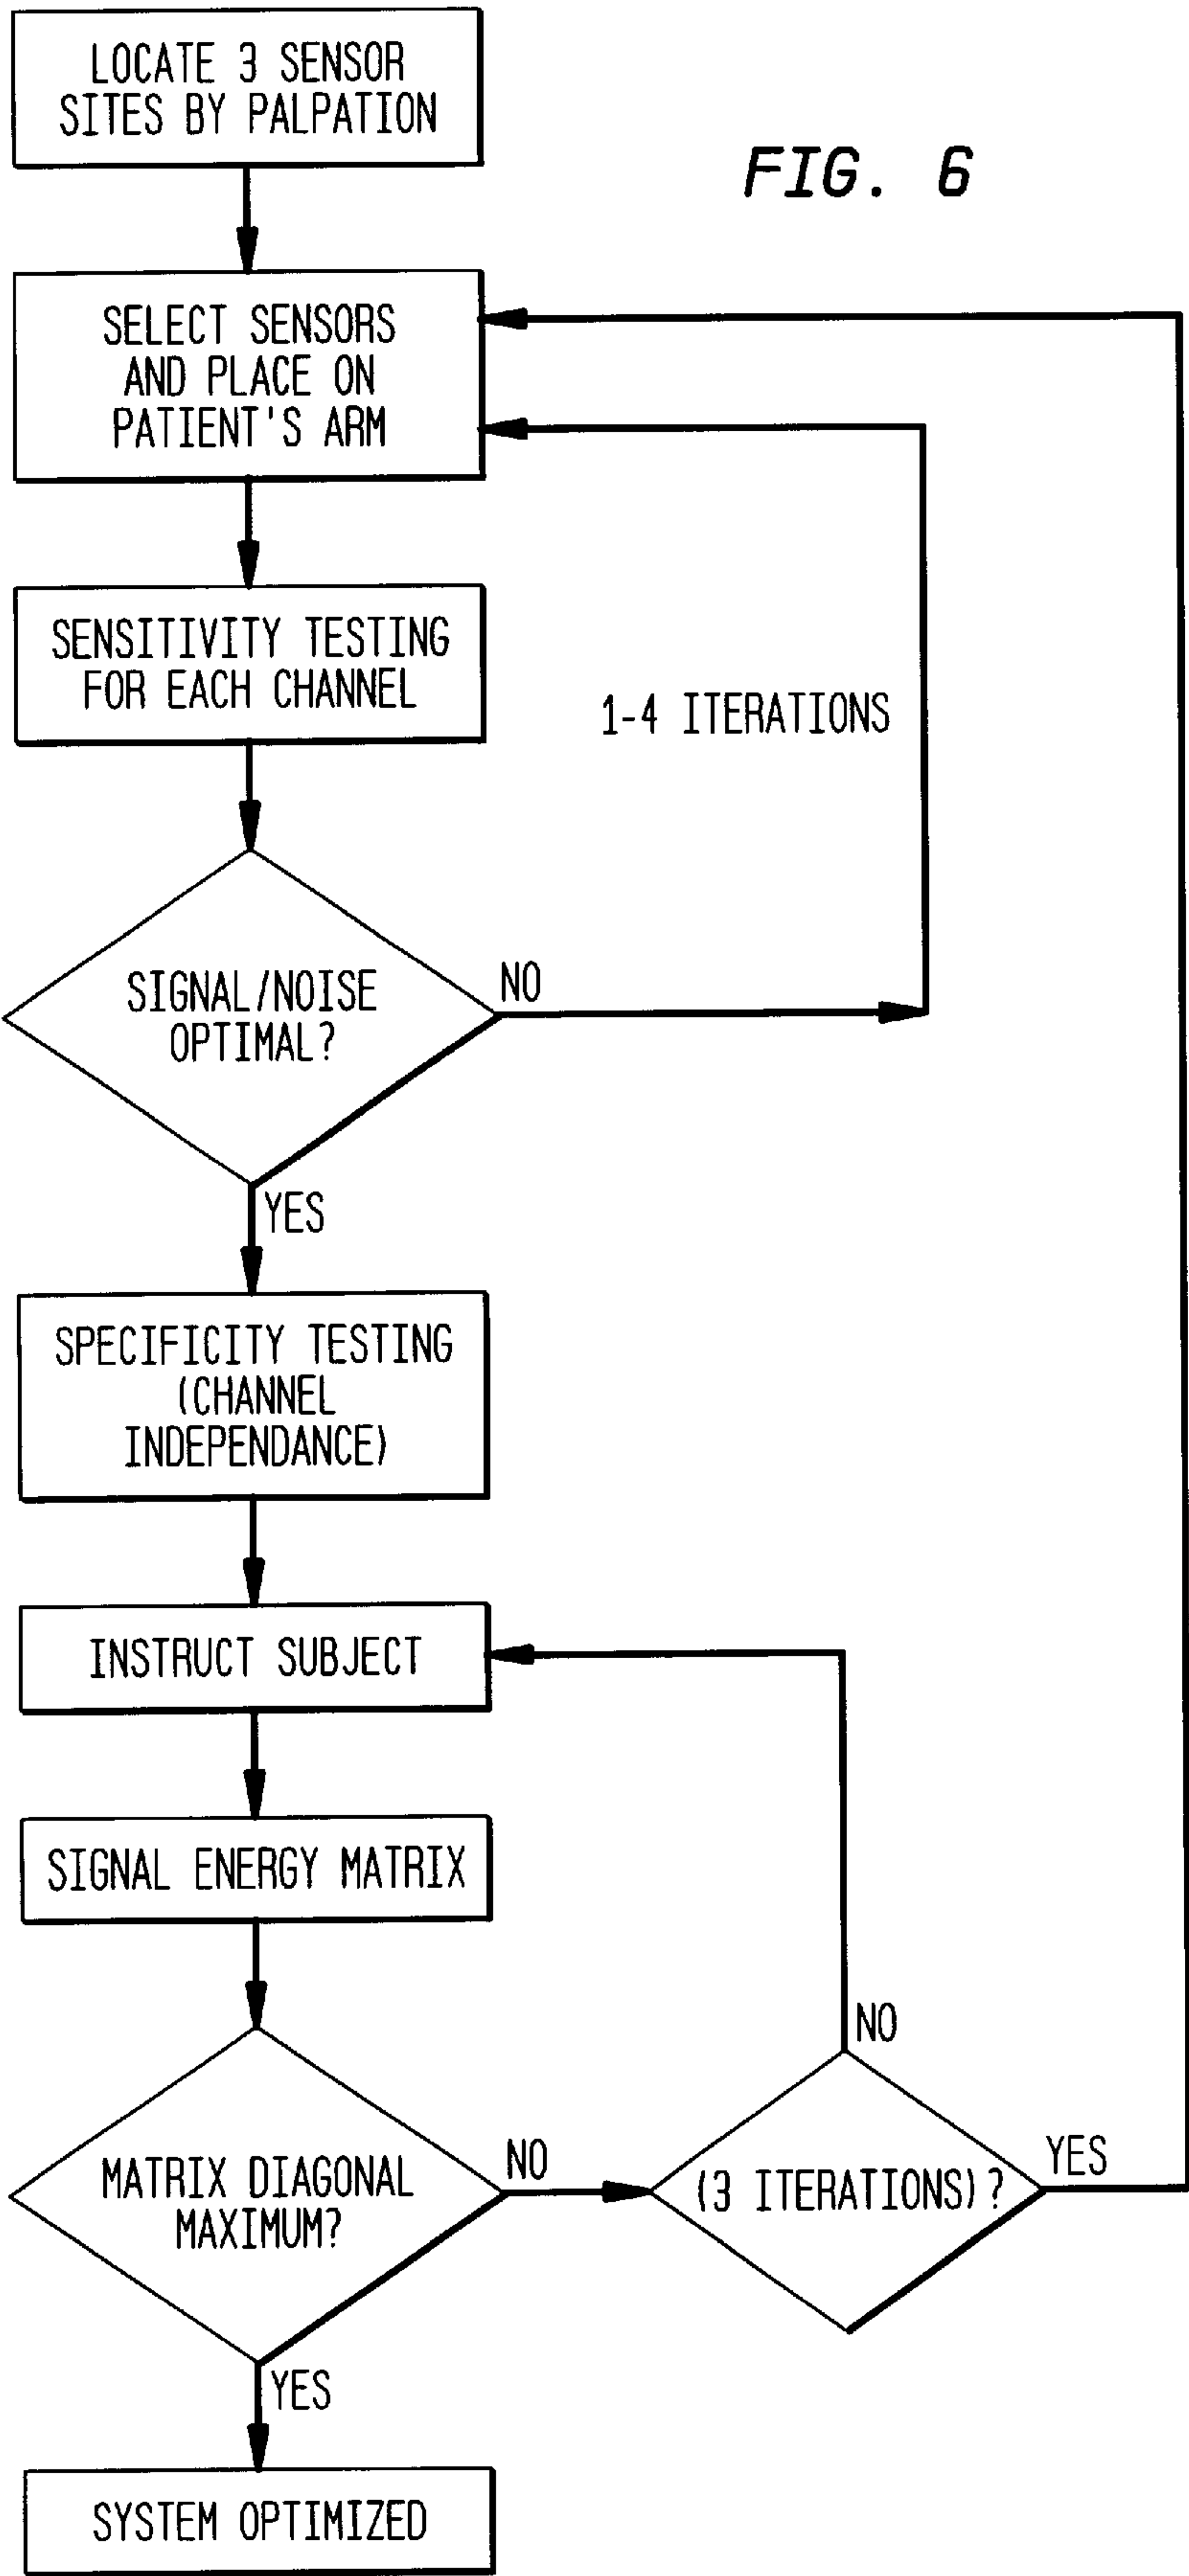 LOCATE 3 SENSOR
SITES BY PALPATION
FIG. 6
SELECT SENSORS
AND PLACE ON
PATIENT'S ARM
SENSITIVITY TESTING
FOR EACH CHANNEL
1-4 ITERATIONS
SIGNAL/NOISE
OPTIMAL?
NO
YES
SPECIFICITY TESTING
(CHANNEL
INDEPENDANCE)
INSTRUCT SUBJECT
SIGNAL ENERGY MATRIX
MATRIX DIAGONAL
MAXIMUM?
NO
(3 ITERATIONS)?
NO
YES
YES
SYSTEM OPTIMIZED